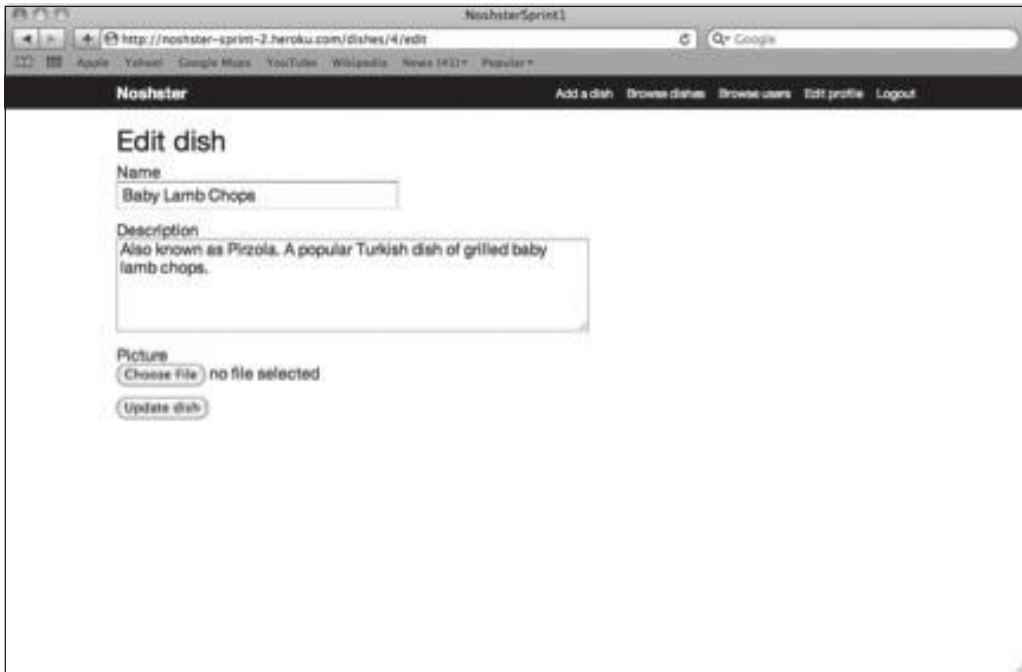 NoshsterSprint1
http://noshster-sprint-2.heroku.com/dishes/4/edit
Google
Apple Yahoo! Google Maps YouTube Wikipedia News Popular
Noshster Add a dish Browse dishes Browse users Edit profile Logout
Edit dish
Name
Baby Lamb Chops
Description
Also known as Pirzola. A popular Turkish dish of grilled baby
lamb chops.
Picture
Choose File no file selected
Update dish